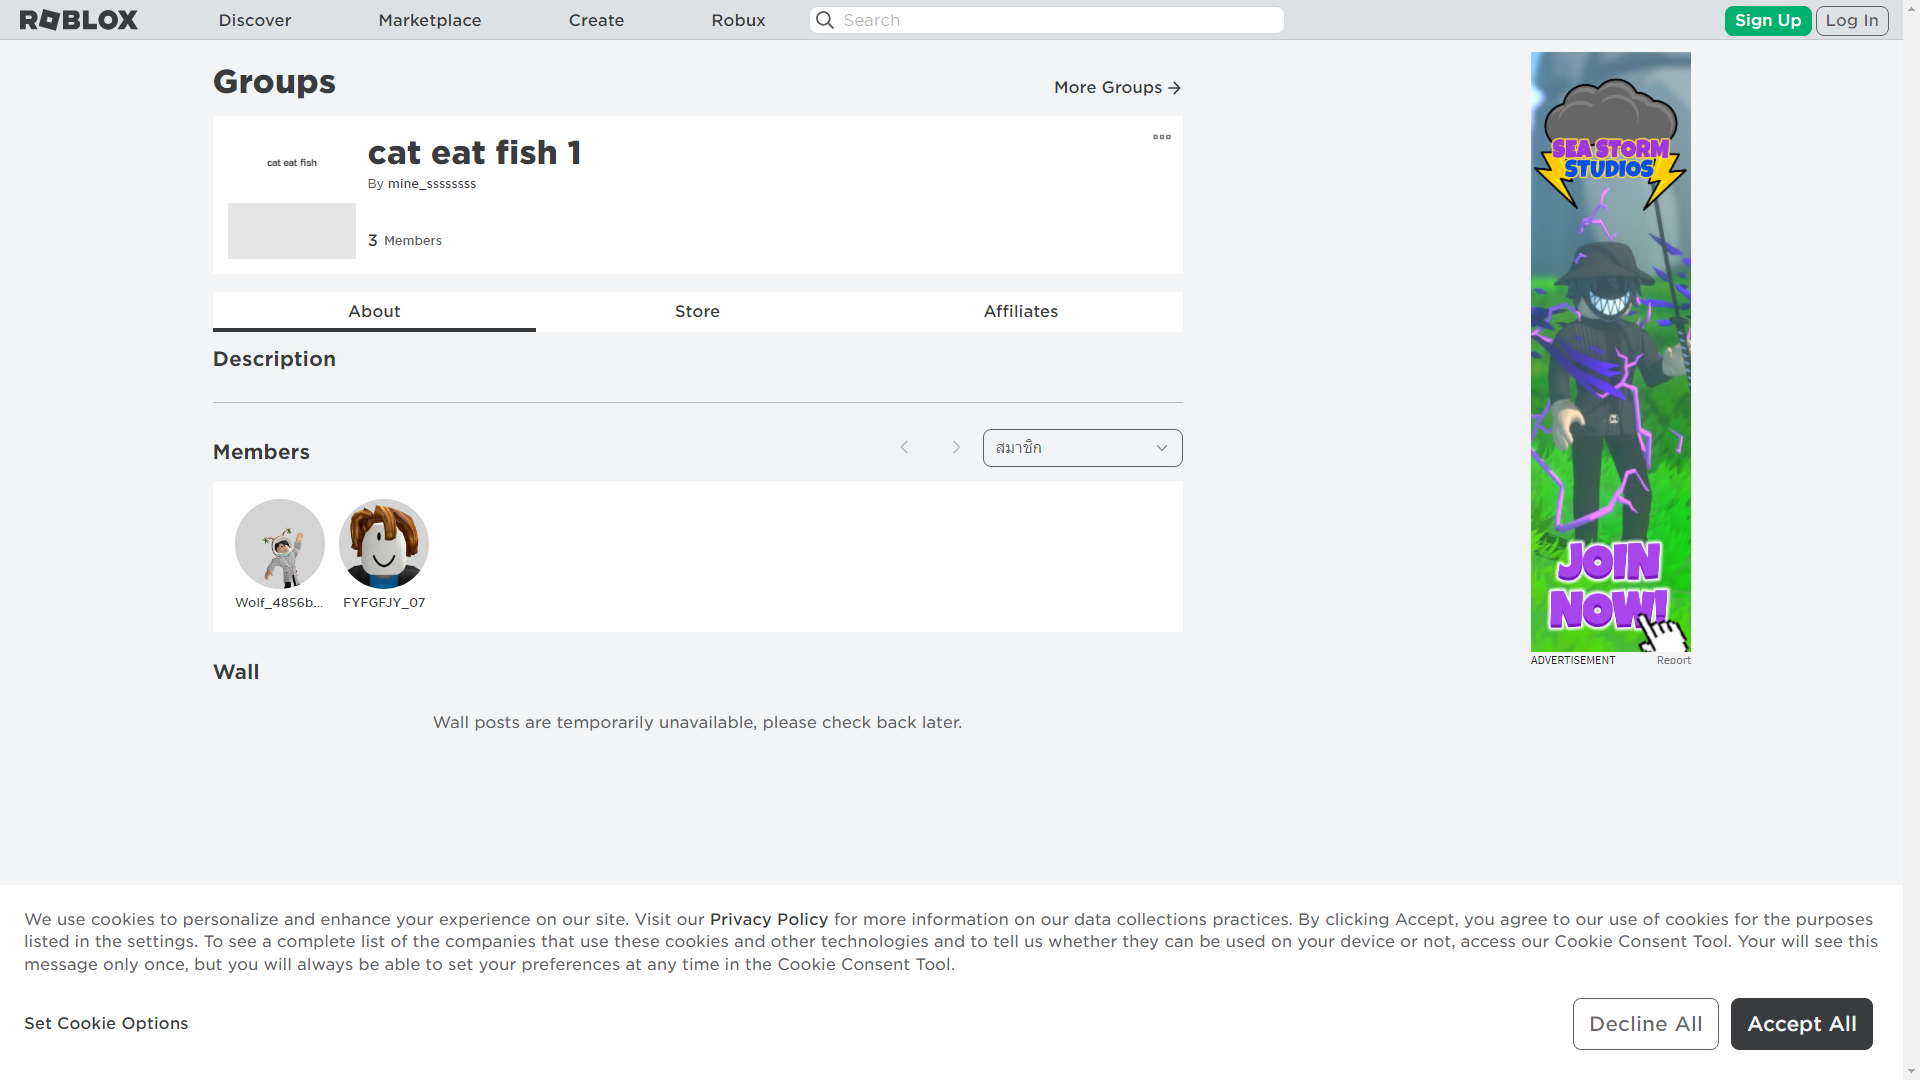 ROBLOX
Discover
Marketplace
Create
Robux
Search
Sign Up
Log In
Groups
More Groups
cat eat fish
cat eat fish 1
By mine_ssssssss
3 Members
About
Store
Affiliates
Description
Members
สมาชิก
Wolf_4856b...
FYFGFJY_07
Wall
Wall posts are temporarily unavailable, please check back later.
SEA STORM
STUDIOS
JOIN
NOW!
ADVERTISEMENT
Report
We use cookies to personalize and enhance your experience on our site. Visit our Privacy Policy for more information on our data collections practices. By clicking Accept, you agree to our use of cookies for the purposes
listed in the settings. To see a complete list of the companies that use these cookies and other technologies and to tell us whether they can be used on your device or not, access our Cookie Consent Tool. Your will see this
message only once, but you will always be able to set your preferences at any time in the Cookie Consent Tool.
Set Cookie Options
Decline All
Accept All